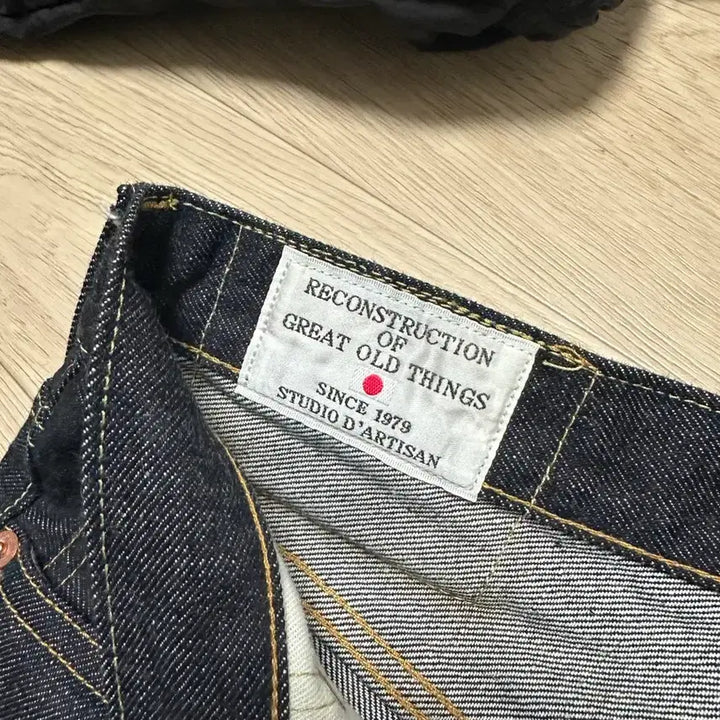 RECONSTRUCTION
OF
GREAT OLD THINGS
SINCE 1979
STUDIO D'ARTISAN